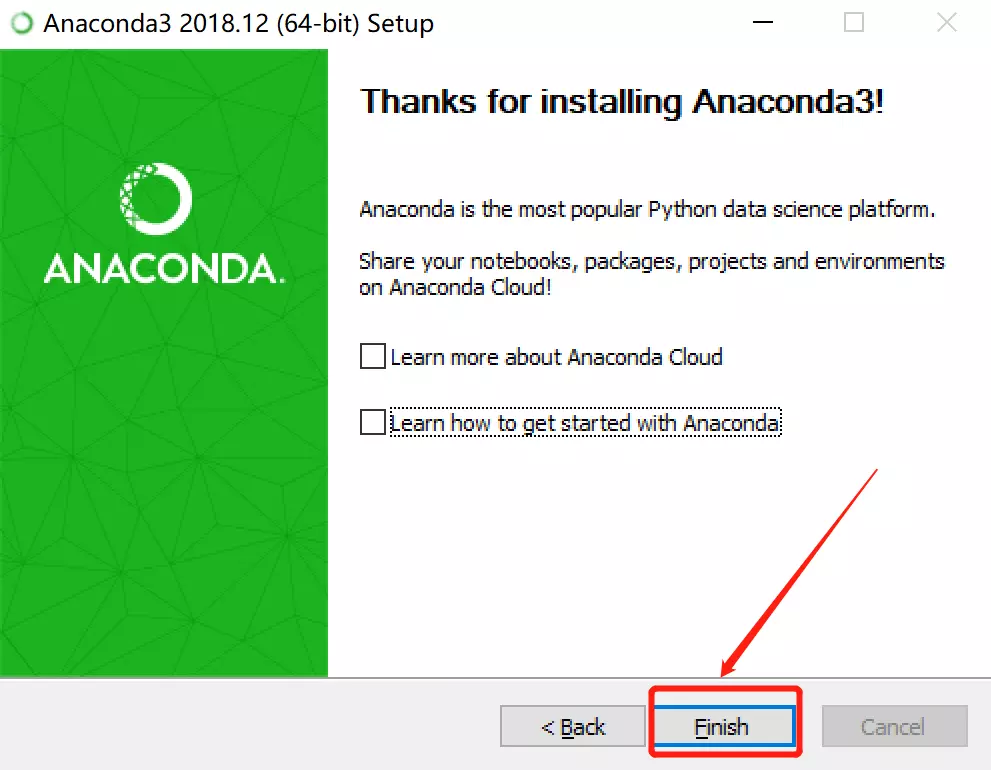 Anaconda3 2018.12 (64-bit) Setup
ANACONDA.
Thanks for installing Anaconda3!
Anaconda is the most popular Python data science platform.
Share your notebooks, packages, projects and environments
on Anaconda Cloud!
Learn more about Anaconda Cloud
Learn how to get started with Anaconda
< Back
Finish
Cancel